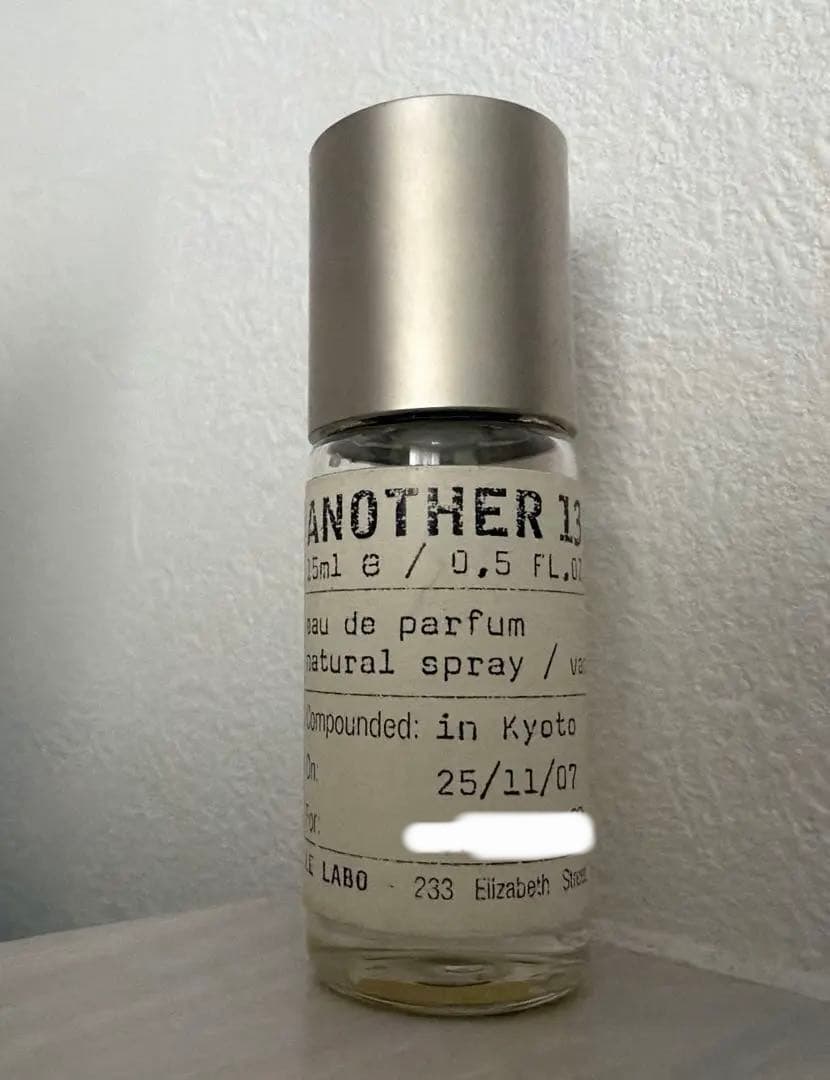 ANOTHER 13
15ml e / 0.5 FL.OZ
eau de parfum
natural spray /
Compounded: in Kyoto
On: 25/11/07
For:
LE LABO - 233 Elizabeth Street